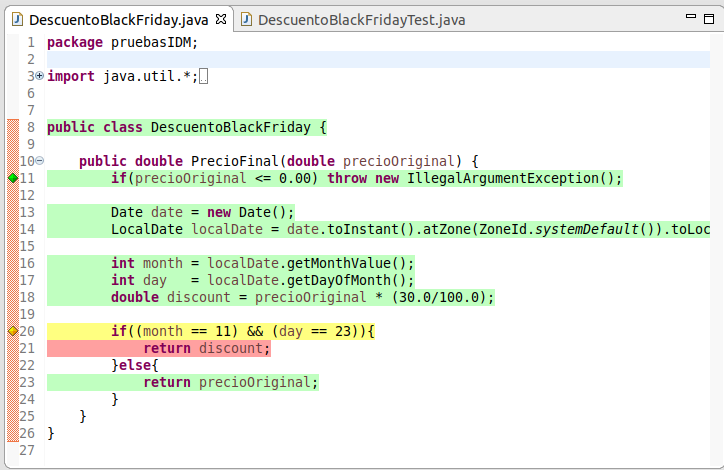 DescuentoBlackFriday.java DescuentoBlackFridayTest.java
1 package pruebasIDM;
2
3 import java.util.*;
6
7
8 public class DescuentoBlackFriday {
9
10 public double PrecioFinal(double precioOriginal) {
11 if(precioOriginal <= 0.00) throw new IllegalArgumentException();
12
13 Date date = new Date();
14 LocalDate localDate = date.toInstant().atZone(ZoneId.systemDefault()).toLoc
15
16 int month = localDate.getMonthValue();
17 int day   = localDate.getDayOfMonth();
18 double discount = precioOriginal * (30.0/100.0);
19
20 if((month == 11) && (day == 23)){
21 return discount;
22 }else{
23 return precioOriginal;
24 }
25 }
26 }
27